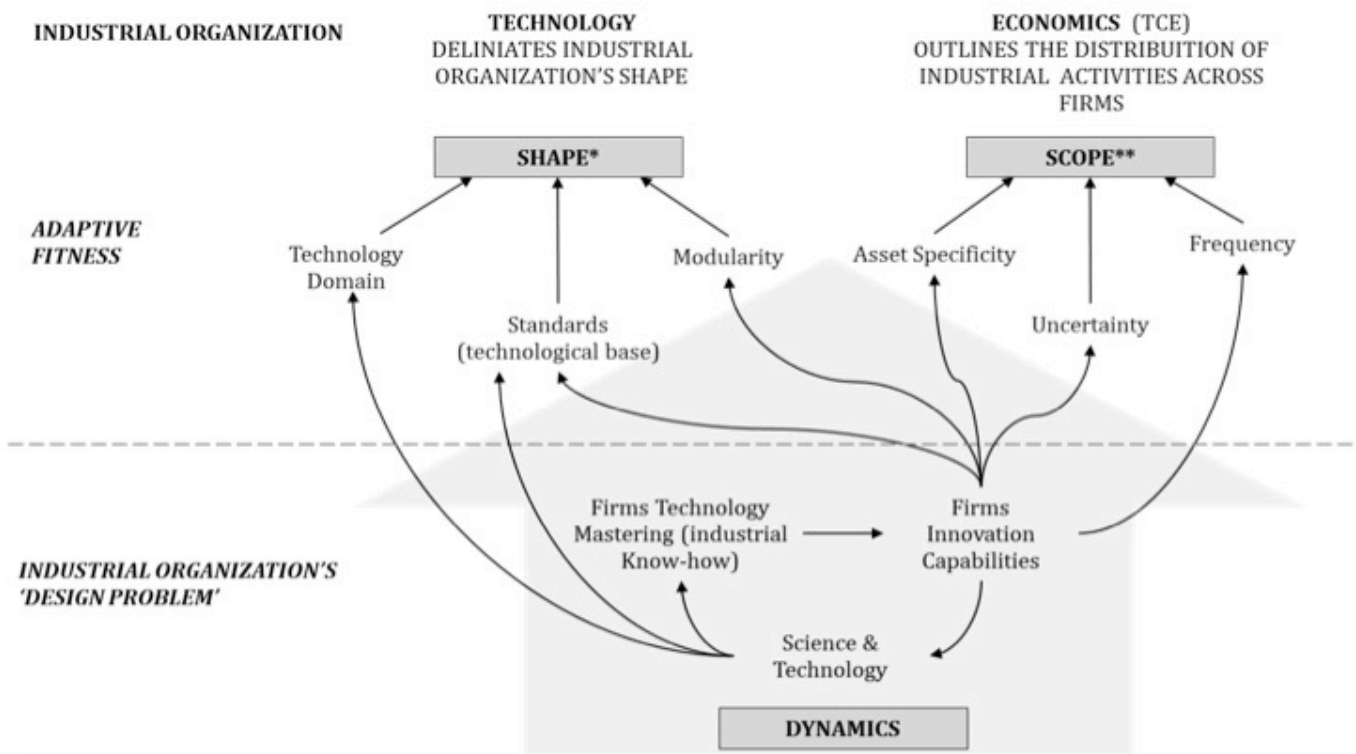 INDUSTRIAL ORGANIZATION
TECHNOLOGY
DELINIATES INDUSTRIAL
ORGANIZATION'S SHAPE
ECONOMICS (TCE)
OUTLINES THE DISTRIBUITION OF
INDUSTRIAL ACTIVITIES ACROSS
FIRMS
SHAPE*
SCOPE**
ADAPTIVE
FITNESS
Technology
Domain
Standards
(technological base)
Modularity
Asset Specificity
Uncertainty
Frequency
INDUSTRIAL ORGANIZATION'S
'DESIGN PROBLEM'
Firms Technology
Mastering (industrial
Know-how)
Firms
Innovation
Capabilities
Science &
Technology
DYNAMICS